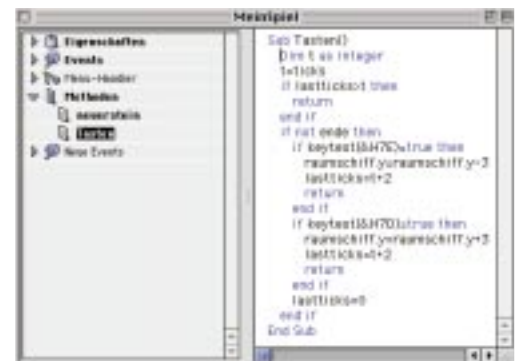 MeinSpiel
Eigenschaften
Events
Menu-Header
Methoden
neuerstein
Tasten
Neue Events
Sub Tasten()
Dim t as integer
t=ticks
if lastticks>t then
return
end if
if not ende then
if keytest(&H7E)=true then
raumschiff.y=raumschiff.y-3
lastticks=t+2
return
end if
if keytest(&H7D)=true then
raumschiff.y=raumschiff.y+3
lastticks=t+2
return
end if
lastticks=0
end if
End Sub